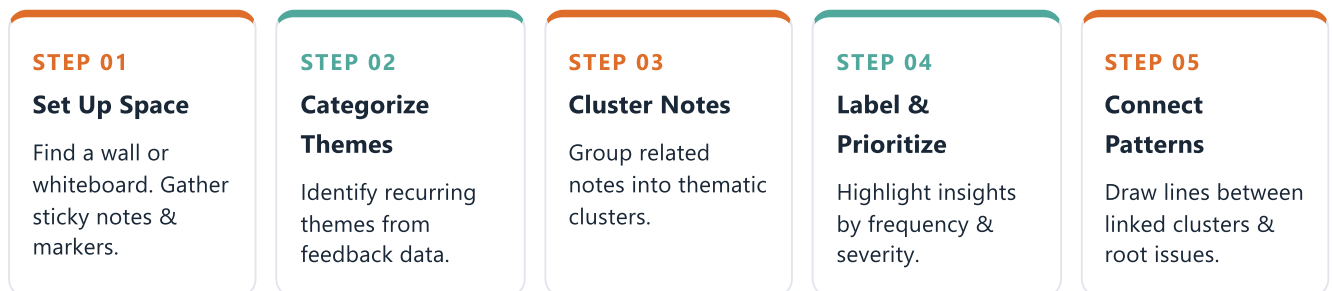 STEP 01
Set Up Space
Find a wall or
whiteboard. Gather
sticky notes &
markers.
STEP 02
Categorize
Themes
Identify recurring
themes from
feedback data.
STEP 03
Cluster Notes
Group related
notes into thematic
clusters.
STEP 04
Label &
Prioritize
Highlight insights
by frequency &
severity.
STEP 05
Connect
Patterns
Draw lines between
linked clusters &
root issues.